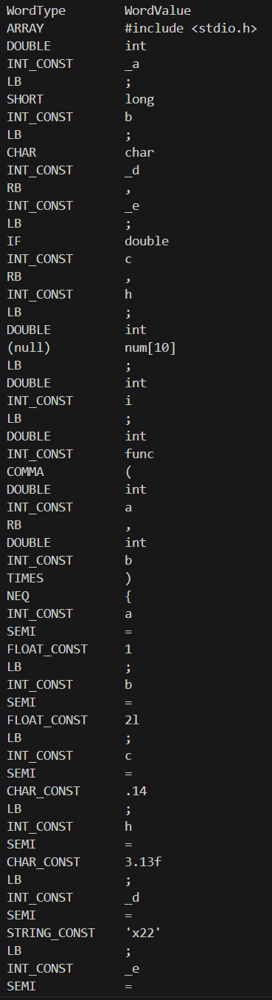 WordType WordValue
ARRAY #include <stdio.h>
DOUBLE int
INT_CONST _a
LB ;
SHORT long
INT_CONST b
LB ;
CHAR char
INT_CONST _d
RB ,
INT_CONST _e
LB ;
IF double
INT_CONST c
RB ,
INT_CONST h
LB ;
DOUBLE int
(null) num[10]
LB ;
DOUBLE int
INT_CONST i
LB ;
DOUBLE int
INT_CONST func
COMMA (
DOUBLE int
INT_CONST a
RB ,
DOUBLE int
INT_CONST b
TIMES )
NEQ {
INT_CONST a
SEMI =
FLOAT_CONST 1
LB ;
INT_CONST b
SEMI =
FLOAT_CONST 2l
LB ;
INT_CONST c
SEMI =
CHAR_CONST .14
LB ;
INT_CONST h
SEMI =
CHAR_CONST 3.13f
LB ;
INT_CONST _d
SEMI =
STRING_CONST 'x22'
LB ;
INT_CONST _e
SEMI =